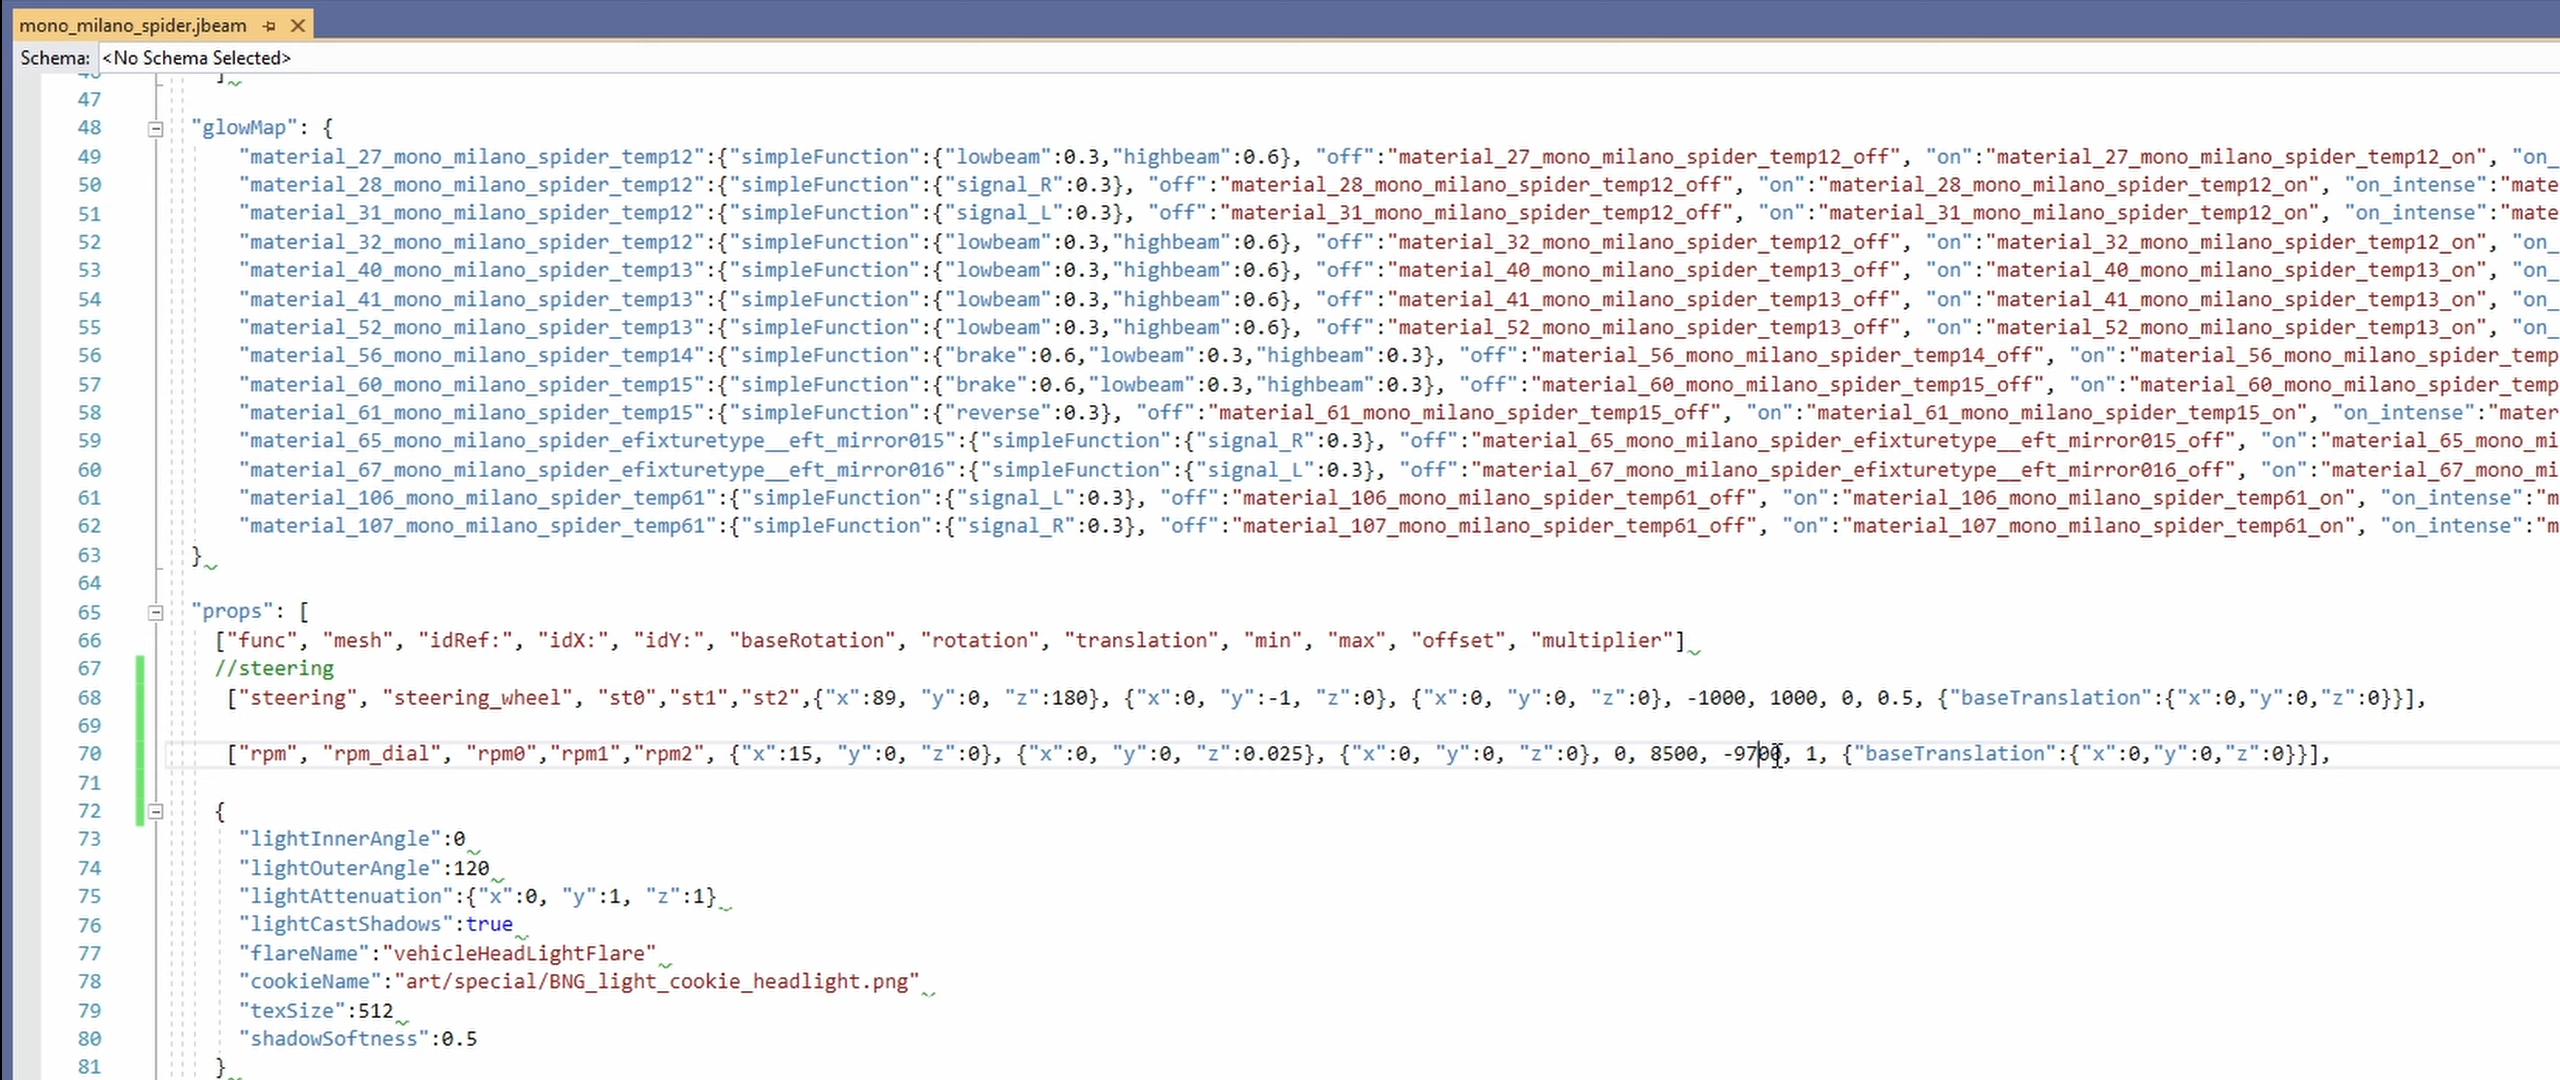 mono_milano_spider.jbeam
Schema: <No Schema Selected>
]
47
48 "glowMap": {
49 "material_27_mono_milano_spider_temp12":{"simpleFunction":{"lowbeam":0.3,"highbeam":0.6}, "off":"material_27_mono_milano_spider_temp12_off", "on":"material_27_mono_milano_spider_temp12_on", "on_
50 "material_28_mono_milano_spider_temp12":{"simpleFunction":{"signal_R":0.3}, "off":"material_28_mono_milano_spider_temp12_off", "on":"material_28_mono_milano_spider_temp12_on", "on_intense":"mate
51 "material_31_mono_milano_spider_temp12":{"simpleFunction":{"signal_L":0.3}, "off":"material_31_mono_milano_spider_temp12_off", "on":"material_31_mono_milano_spider_temp12_on", "on_intense":"mate
52 "material_32_mono_milano_spider_temp12":{"simpleFunction":{"lowbeam":0.3,"highbeam":0.6}, "off":"material_32_mono_milano_spider_temp12_off", "on":"material_32_mono_milano_spider_temp12_on", "on_
53 "material_40_mono_milano_spider_temp13":{"simpleFunction":{"lowbeam":0.3,"highbeam":0.6}, "off":"material_40_mono_milano_spider_temp13_off", "on":"material_40_mono_milano_spider_temp13_on", "on_
54 "material_41_mono_milano_spider_temp13":{"simpleFunction":{"lowbeam":0.3,"highbeam":0.6}, "off":"material_41_mono_milano_spider_temp13_off", "on":"material_41_mono_milano_spider_temp13_on", "on_
55 "material_52_mono_milano_spider_temp13":{"simpleFunction":{"lowbeam":0.3,"highbeam":0.6}, "off":"material_52_mono_milano_spider_temp13_off", "on":"material_52_mono_milano_spider_temp13_on", "on_
56 "material_56_mono_milano_spider_temp14":{"simpleFunction":{"brake":0.6,"lowbeam":0.3,"highbeam":0.3}, "off":"material_56_mono_milano_spider_temp14_off", "on":"material_56_mono_milano_spider_temp
57 "material_60_mono_milano_spider_temp15":{"simpleFunction":{"brake":0.6,"lowbeam":0.3,"highbeam":0.3}, "off":"material_60_mono_milano_spider_temp15_off", "on":"material_60_mono_milano_spider_temp
58 "material_61_mono_milano_spider_temp15":{"simpleFunction":{"reverse":0.3}, "off":"material_61_mono_milano_spider_temp15_off", "on":"material_61_mono_milano_spider_temp15_on", "on_intense":"mater
59 "material_65_mono_milano_spider_efixturetype__eft_mirror015":{"simpleFunction":{"signal_R":0.3}, "off":"material_65_mono_milano_spider_efixturetype__eft_mirror015_off", "on":"material_65_mono_mi
60 "material_67_mono_milano_spider_efixturetype__eft_mirror016":{"simpleFunction":{"signal_L":0.3}, "off":"material_67_mono_milano_spider_efixturetype__eft_mirror016_off", "on":"material_67_mono_mi
61 "material_106_mono_milano_spider_temp61":{"simpleFunction":{"signal_L":0.3}, "off":"material_106_mono_milano_spider_temp61_off", "on":"material_106_mono_milano_spider_temp61_on", "on_intense":"m
62 "material_107_mono_milano_spider_temp61":{"simpleFunction":{"signal_R":0.3}, "off":"material_107_mono_milano_spider_temp61_off", "on":"material_107_mono_milano_spider_temp61_on", "on_intense":"m
63 }
64
65 "props": [
66 ["func", "mesh", "idRef:", "idX:", "idY:", "baseRotation", "rotation", "translation", "min", "max", "offset", "multiplier"]
67 //steering
68 ["steering", "steering_wheel", "st0","st1","st2",{"x":89, "y":0, "z":180}, {"x":0, "y":-1, "z":0}, {"x":0, "y":0, "z":0}, -1000, 1000, 0, 0.5, {"baseTranslation":{"x":0,"y":0,"z":0}}],
69
70 ["rpm", "rpm_dial", "rpm0","rpm1","rpm2", {"x":15, "y":0, "z":0}, {"x":0, "y":0, "z":0.025}, {"x":0, "y":0, "z":0}, 0, 8500, -9700, 1, {"baseTranslation":{"x":0,"y":0,"z":0}}],
71
72 {
73 "lightInnerAngle":0
74 "lightOuterAngle":120
75 "lightAttenuation":{"x":0, "y":1, "z":1}
76 "lightCastShadows":true
77 "flareName":"vehicleHeadLightFlare"
78 "cookieName":"art/special/BNG_light_cookie_headlight.png"
79 "texSize":512
80 "shadowSoftness":0.5
81 }